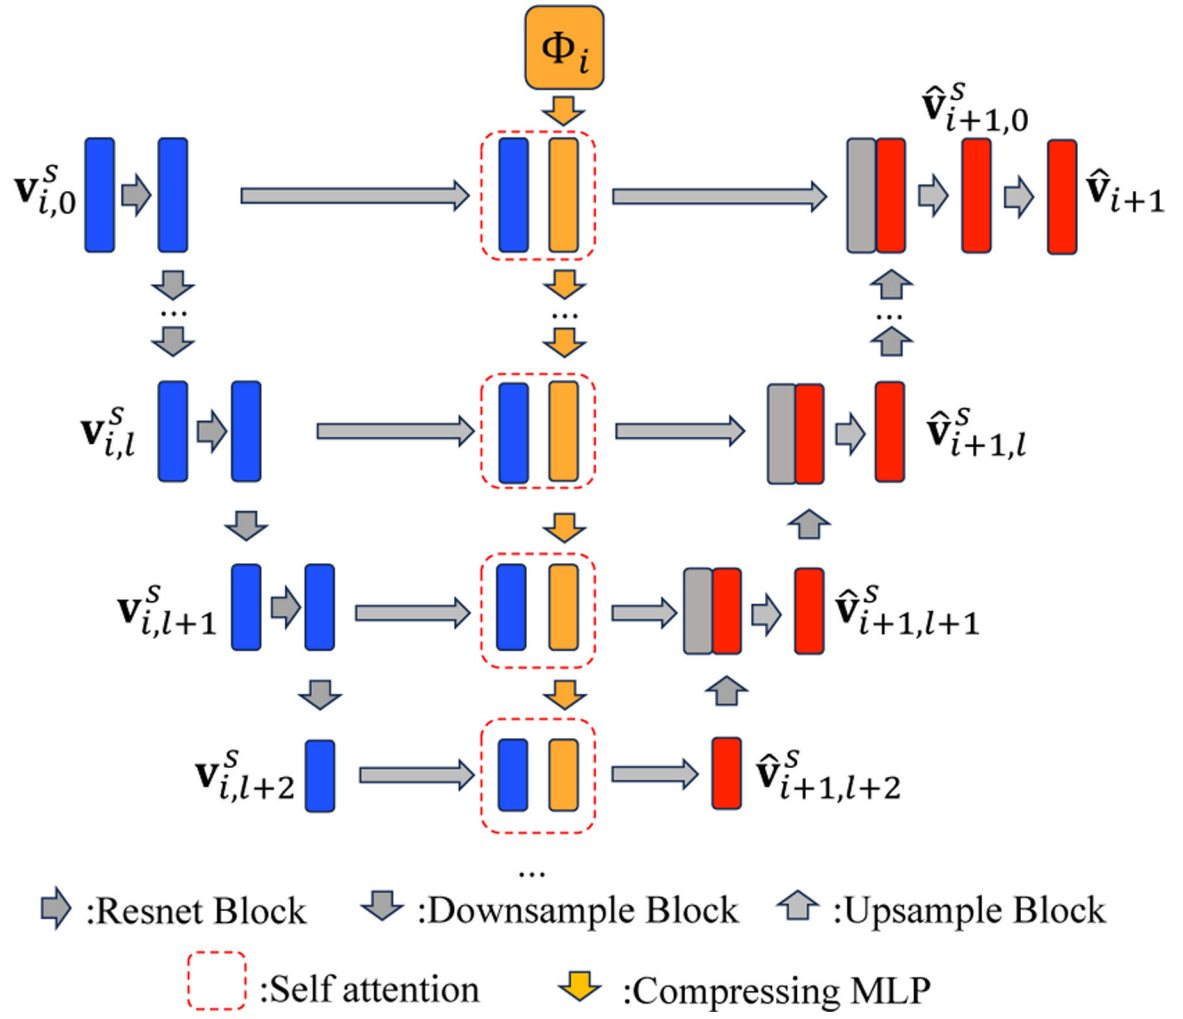 Φ_i
v^s_{i,0}
v̂^s_{i+1,0}
v̂_{i+1}
...
...
...
v^s_{i,l}
v̂^s_{i+1,l}
v^s_{i,l+1}
v̂^s_{i+1,l+1}
v^s_{i,l+2}
v̂^s_{i+1,l+2}
...
:Resnet Block :Downsample Block :Upsample Block
:Self attention :Compressing MLP